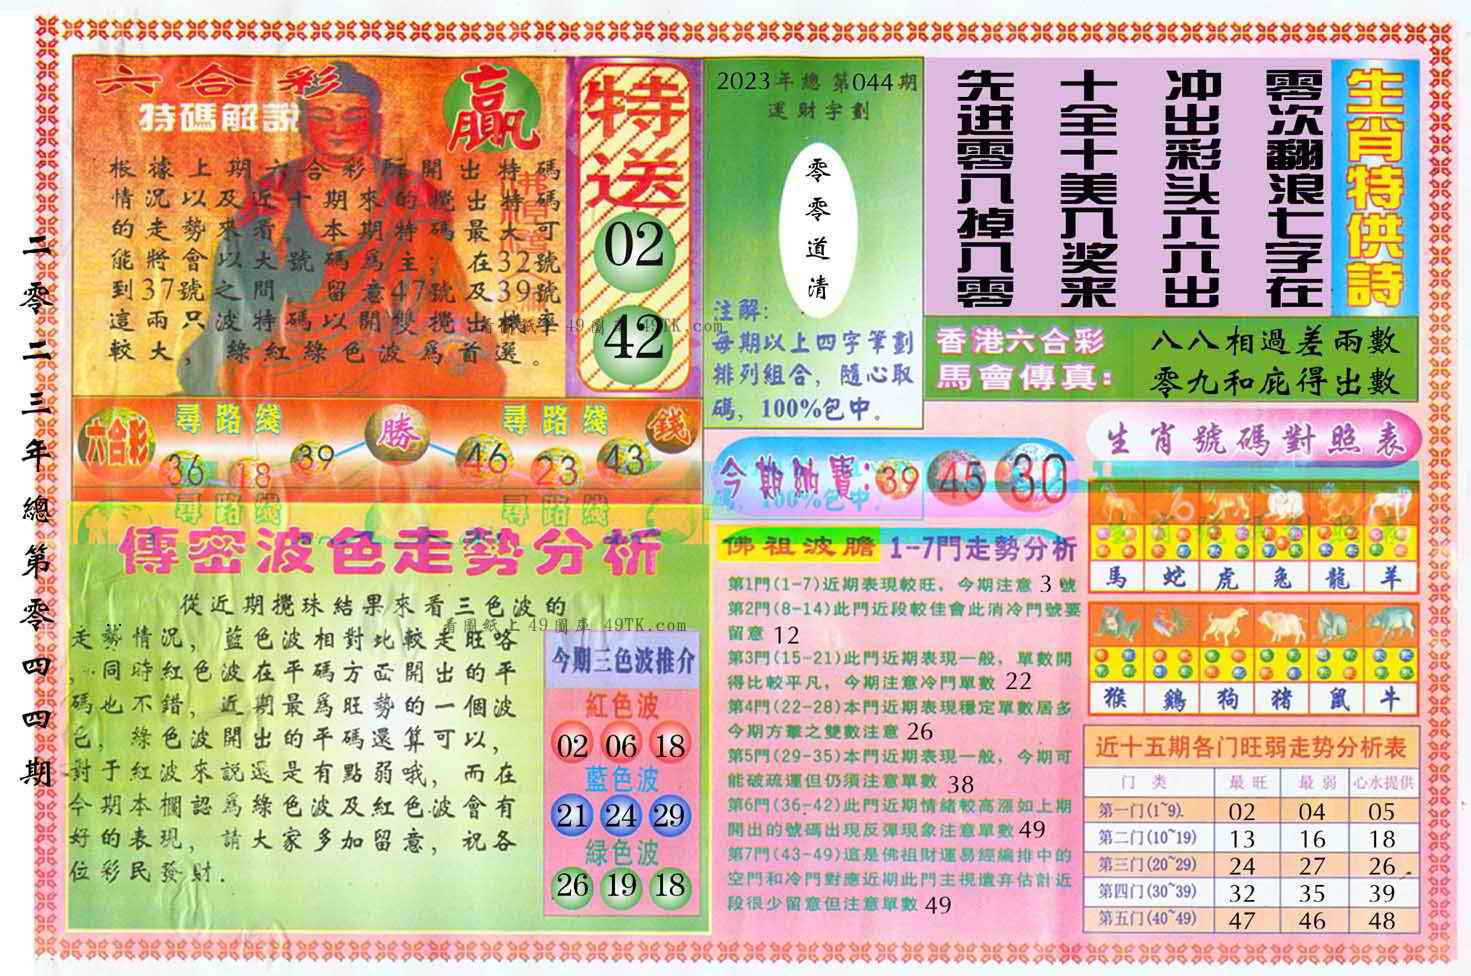 二零二三年總第零四四期
六合彩
特碼解說
贏
根據上期六合彩所開出特碼
情況以及近十期來的攪出特碼
的走勢來看，本期特碼最大可
能將會以大號碼爲主；在32號
到37號之間，留意47號及39號
這兩只波特碼以開雙攪出機率
較大，綠紅綠色波爲首選。
特送
02
42
2023年總第044期
運財字劃
零零道清
注解:
每期以上四字筆劃
排列組合，隨心取
碼，100%包中.
生肖特供詩
零次翻浪七字在
冲出彩头六六出
十全十美八奖来
先进零八掉八零
香港六合彩
馬會傳真:
八八相過差兩數
零九和庇得出數
看圖紙上49圖庫49TK.com
六合彩
尋路綫
尋路綫
36 18 39 勝 46 23 43
錢
尋路綫
尋路綫
傳密波色走勢分析
從近期攪珠結果來看三色波的
走勢情況，藍色波相對比較走旺咯
，同時紅色波在平碼方面開出的平
碼也不錯，近期最爲旺勢的一個波
色，綠色波開出的平碼還算可以，
對于紅波來説還是有點弱哦，而在
今期本欄認爲綠色波及紅色波會有
好的表現，請大家多加留意，祝各
位彩民發財.
看圖紙上49圖庫49TK.com
今期三色波推介
紅色波
02 06 18
藍色波
21 24 29
緑色波
26 19 18
今期納寶: 39 45 30
碼，100%包中.
佛祖波膽 1-7門走勢分析
第1門(1-7)近期表現較旺，今期注意 3 號
第2門(8-14)此門近段較佳會此消冷門號要
留意 12
第3門(15-21)此門近期表現一般，單數開
得比較平凡，今期注意冷門單數 22
第4門(22-28)本門近期表現穩定單數居多
今期方摹之雙數注意 26
第5門(29-35)本門近期表現一般，今期可
能破疏運但仍須注意單數 38
第6門(36-42)此門近期情緒較高漲如上期
開出的號碼出現反彈現象注意單數 49
第7門(43-49)這是佛祖財運易經編排中的
空門和冷門對應近期此門主視遺弃估計近
段很少留意但注意單數 49
生肖號碼對照表
馬 蛇 虎 兔 龍 羊
猴 鷄 狗 猪 鼠 牛
近十五期各门旺弱走势分析表
门类 最旺 最弱 心水提供
第一门(1~9). 02 04 05
第二门(10~19) 13 16 18
第三门(20~29) 24 27 26
第四门(30~39) 32 35 39
第五门(40~49) 47 46 48